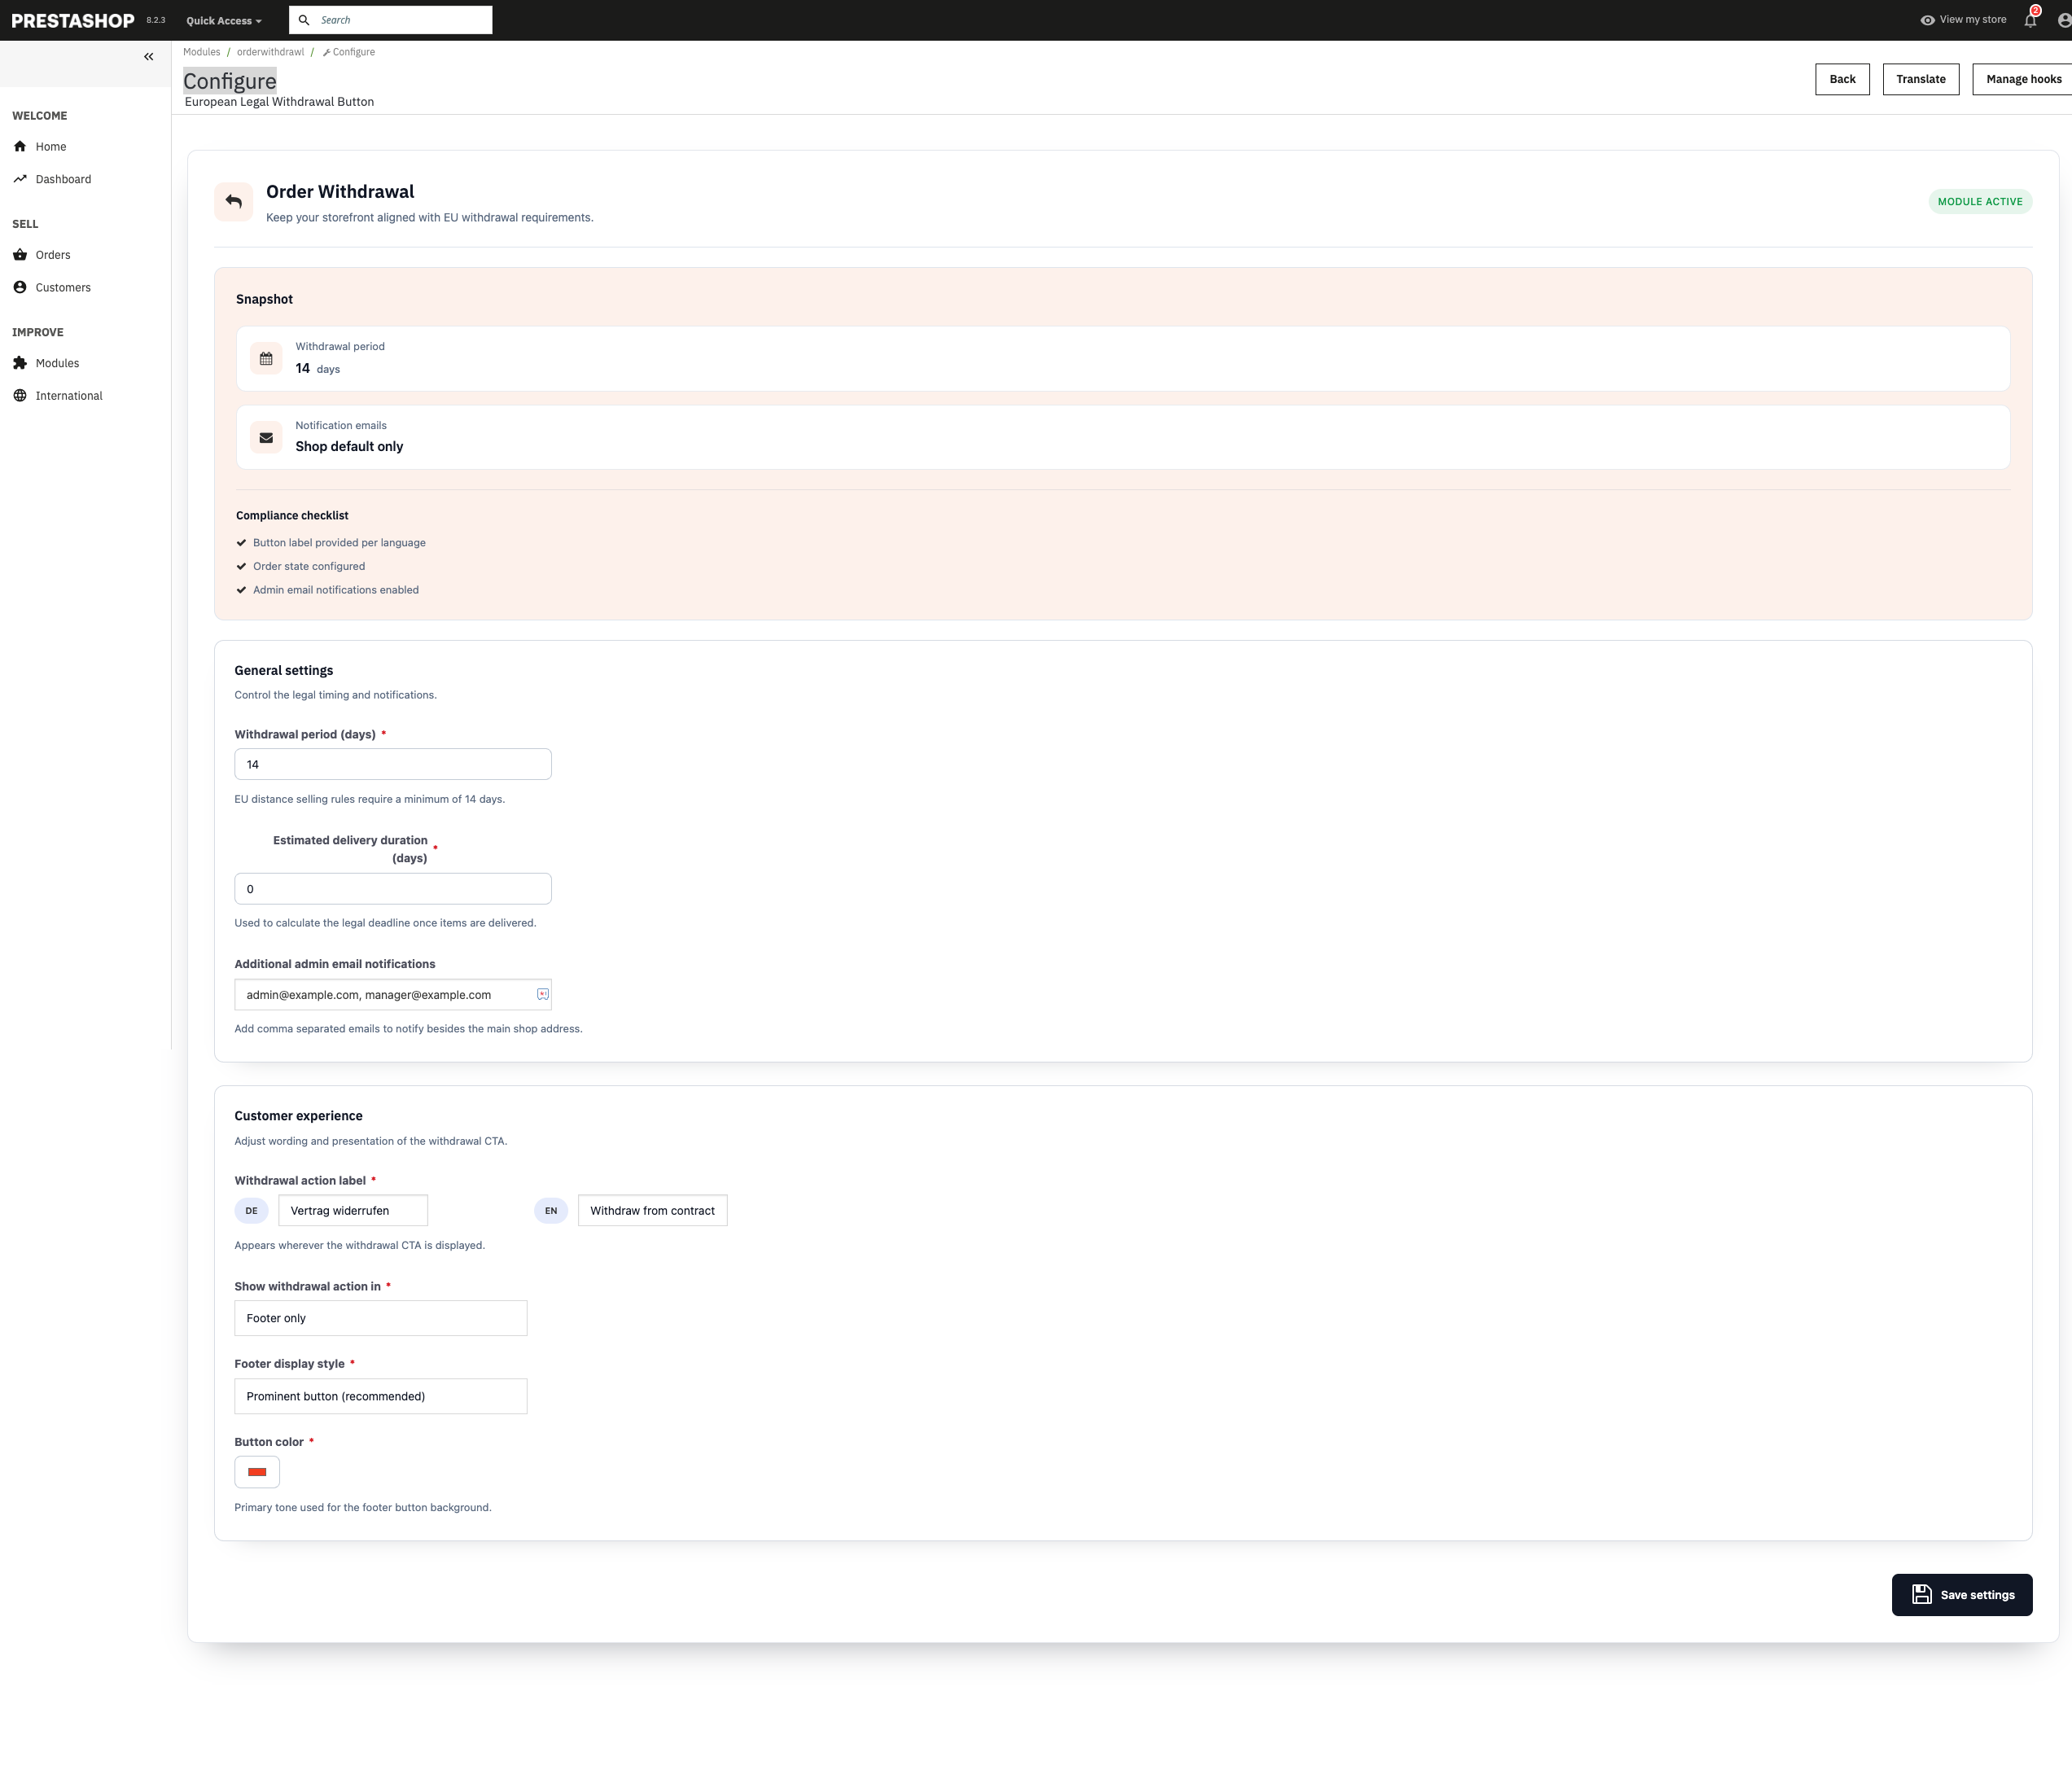 PRESTASHOP 8.2.3 Quick Access Search View my store 2
Modules / orderwithdrawl / Configure
Configure
European Legal Withdrawal Button
Back Translate Manage hooks
WELCOME
Home
Dashboard
SELL
Orders
Customers
IMPROVE
Modules
International
Order Withdrawal
Keep your storefront aligned with EU withdrawal requirements.
MODULE ACTIVE
Snapshot
Withdrawal period
14 days
Notification emails
Shop default only
Compliance checklist
Button label provided per language
Order state configured
Admin email notifications enabled
General settings
Control the legal timing and notifications.
Withdrawal period (days) *
14
EU distance selling rules require a minimum of 14 days.
Estimated delivery duration
(days) *
0
Used to calculate the legal deadline once items are delivered.
Additional admin email notifications
admin@example.com, manager@example.com
Add comma separated emails to notify besides the main shop address.
Customer experience
Adjust wording and presentation of the withdrawal CTA.
Withdrawal action label *
DE Vertrag widerrufen EN Withdraw from contract
Appears wherever the withdrawal CTA is displayed.
Show withdrawal action in *
Footer only
Footer display style *
Prominent button (recommended)
Button color *
Primary tone used for the footer button background.
Save settings